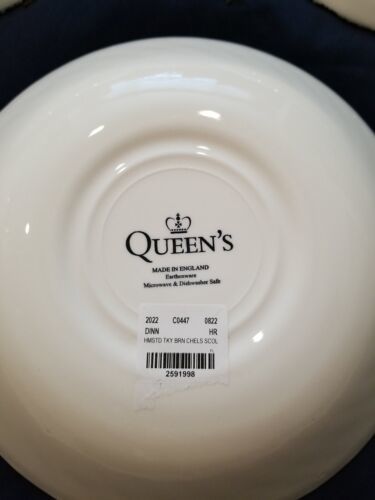 QUEEN'S
MADE IN ENGLAND
Earthenware
Microwave & Dishwasher Safe
2022 C0447 0822
DINN HR
HMSTD TKY BRN CHELS SCOL
2591998